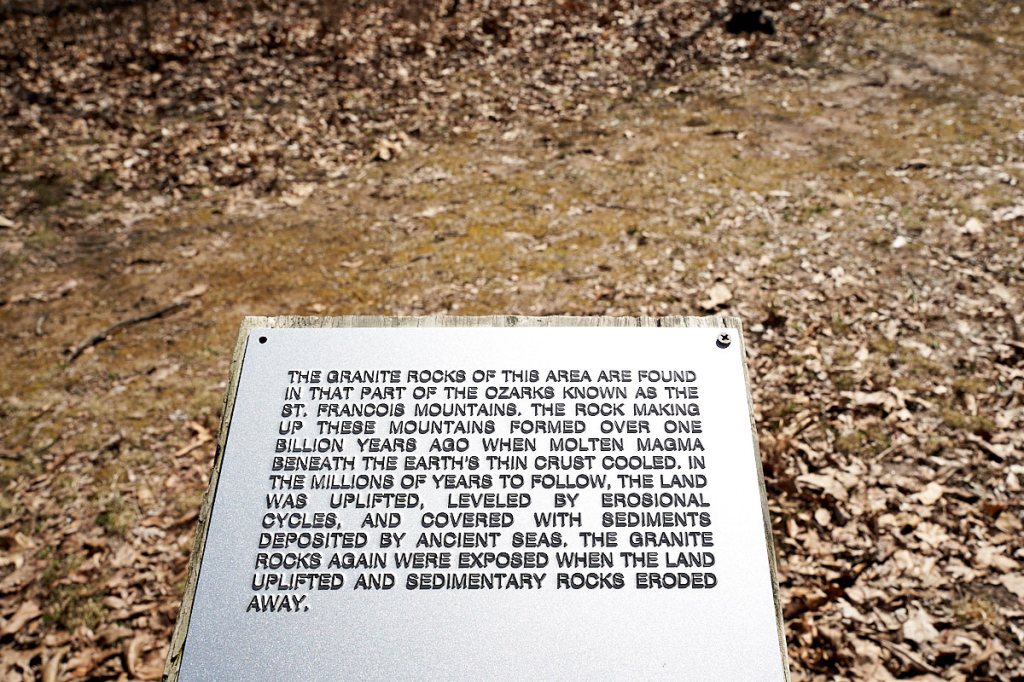 THE GRANITE ROCKS OF THIS AREA ARE FOUND
IN THAT PART OF THE OZARKS KNOWN AS THE
ST. FRANCOIS MOUNTAINS. THE ROCK MAKING
UP THESE MOUNTAINS FORMED OVER ONE
BILLION YEARS AGO WHEN MOLTEN MAGMA
BENEATH THE EARTH'S THIN CRUST COOLED. IN
THE MILLIONS OF YEARS TO FOLLOW, THE LAND
WAS UPLIFTED, LEVELED BY EROSIONAL
CYCLES, AND COVERED WITH SEDIMENTS
DEPOSITED BY ANCIENT SEAS. THE GRANITE
ROCKS AGAIN WERE EXPOSED WHEN THE LAND
UPLIFTED AND SEDIMENTARY ROCKS ERODED
AWAY.